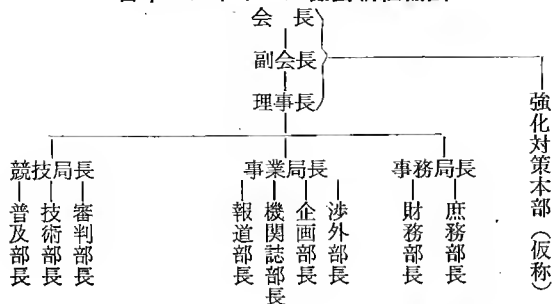 会長
副会長
理事長
強化対策本部（仮称）
競技局長
事業局長
事務局長
普及部長
技術部長
審判部長
報道部長
機関誌部長
企画部長
渉外部長
財務部長
庶務部長